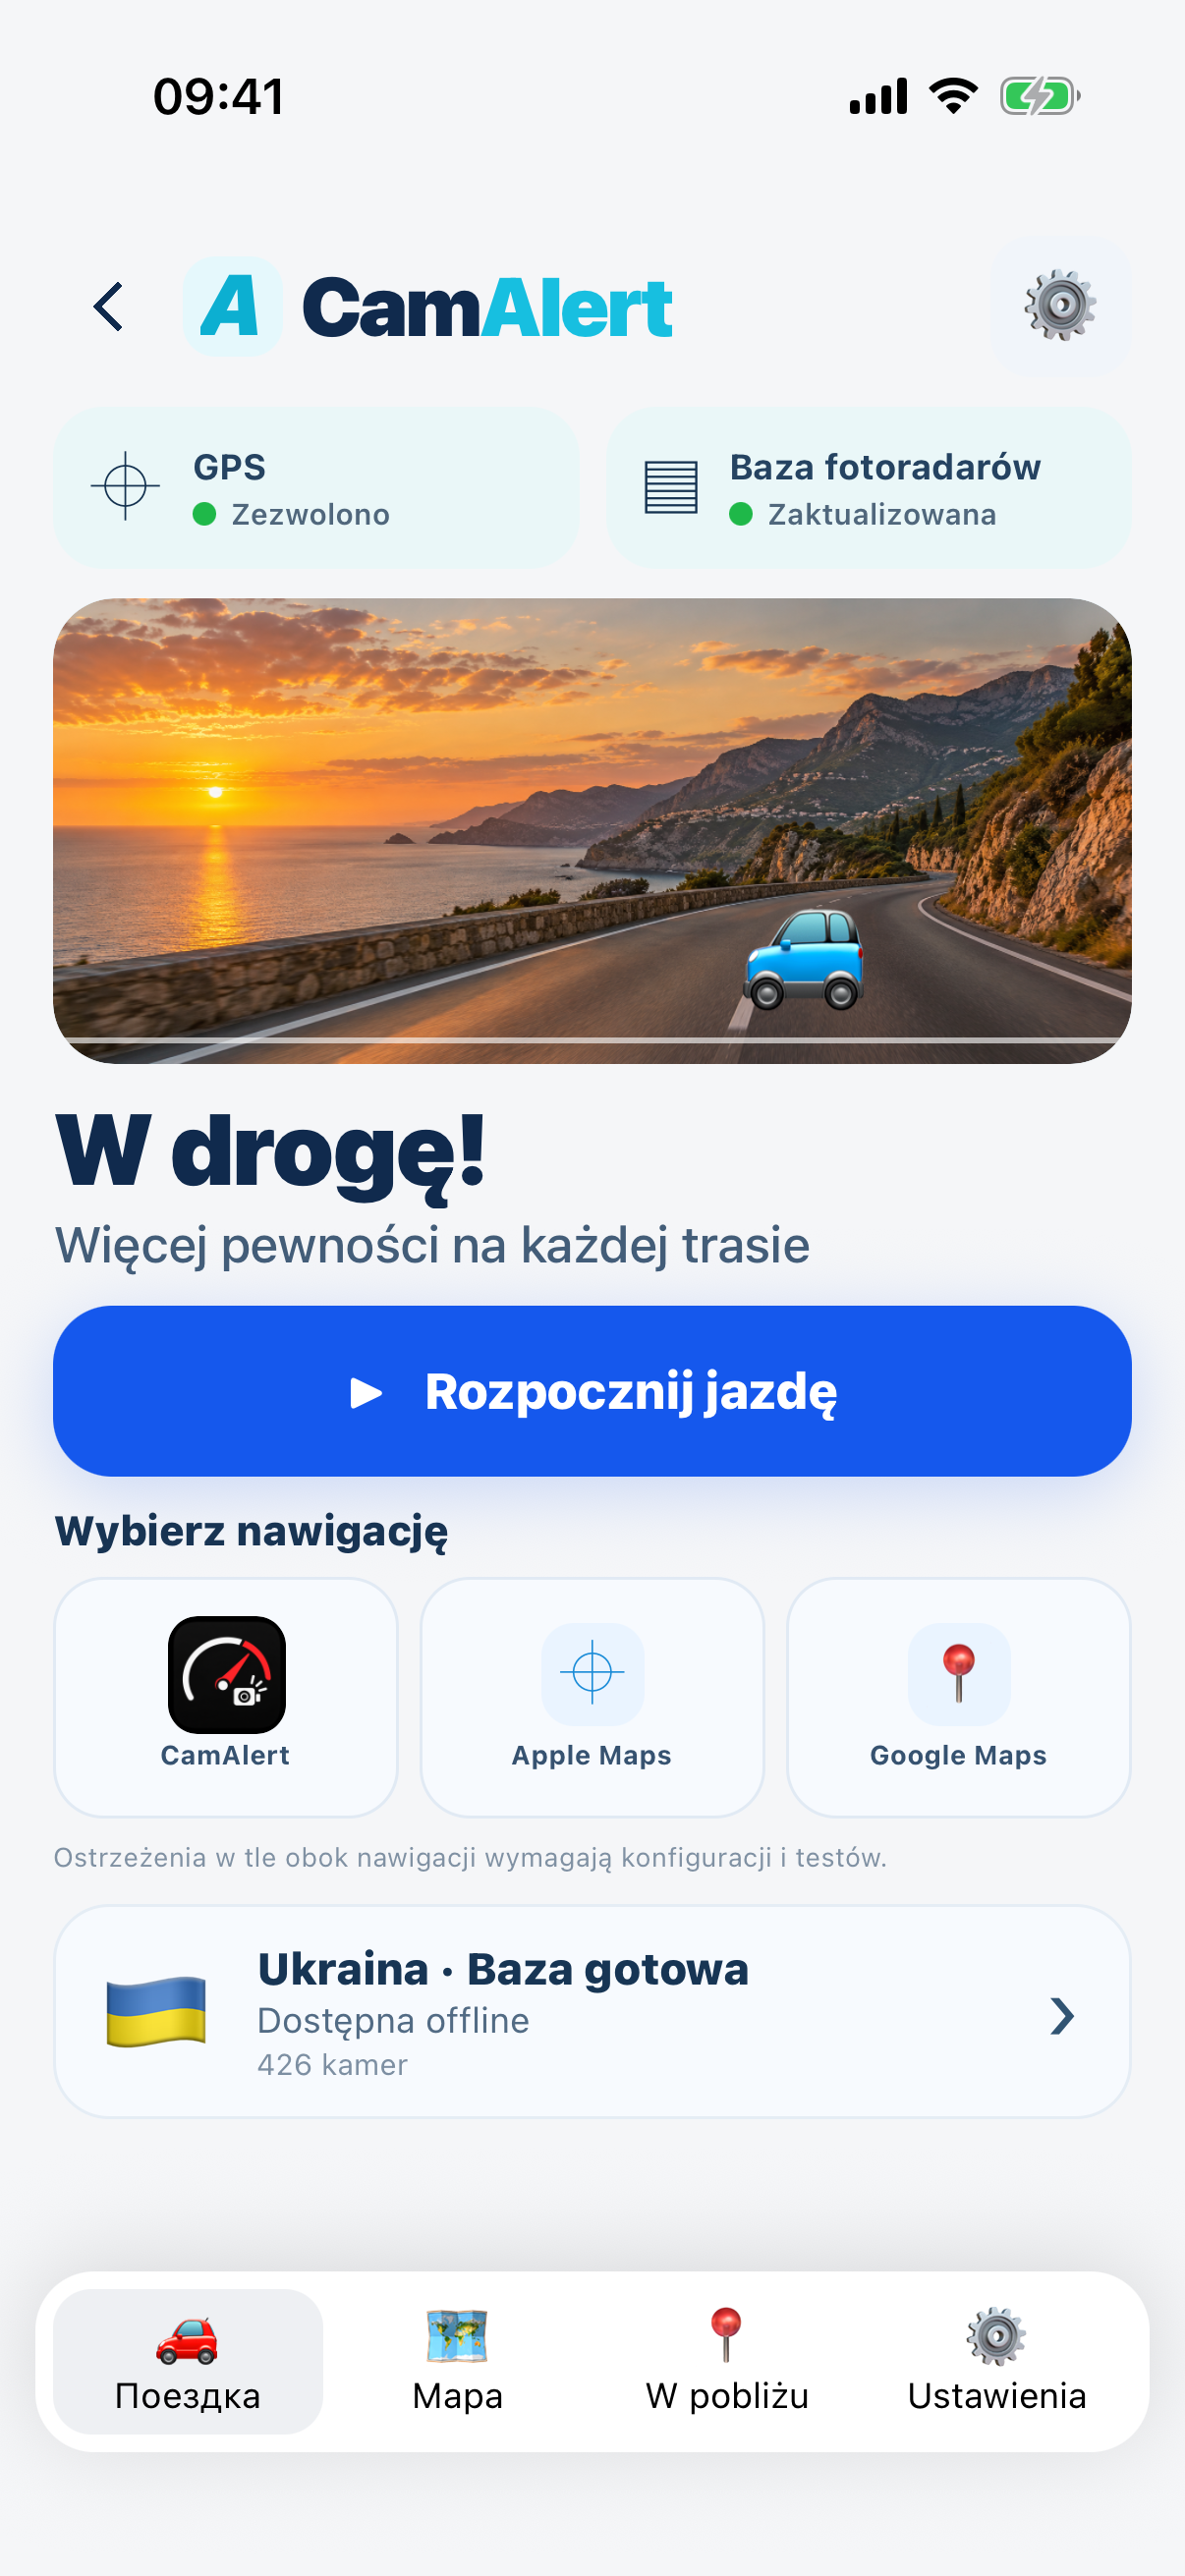 09:41
A CamAlert
GPS
Zezwolono
Baza fotoradarów
Zaktualizowana
W drogę!
Więcej pewności na każdej trasie
Rozpocznij jazdę
Wybierz nawigację
CamAlert
Apple Maps
Google Maps
Ostrzeżenia w tle obok nawigacji wymagają konfiguracji i testów.
Ukraina · Baza gotowa
Dostępna offline
426 kamer
Поездка
Mapa
W pobliżu
Ustawienia